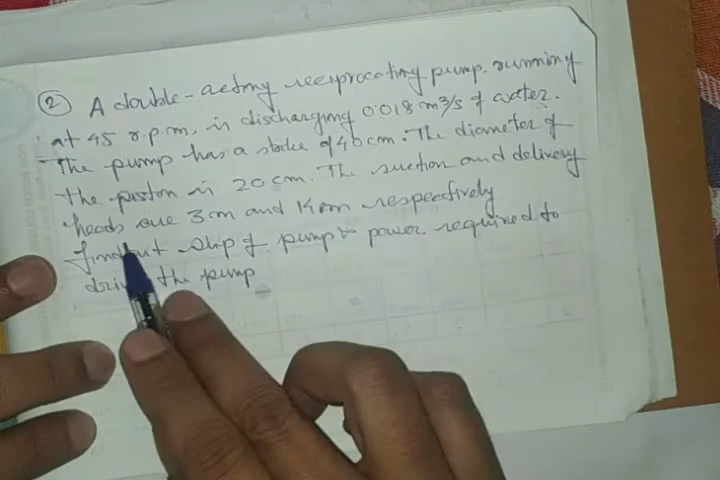 ② A double-acting reciprocating pump. running
at 45 r.p.m, is discharging 0.018 m³/s of water.
The pump has a stroke of 40 cm. The diameter of
the piston is 20 cm. The suction and delivery
heads are 3m and 14m respectively
find out slip of pump & power required to
drive the pump